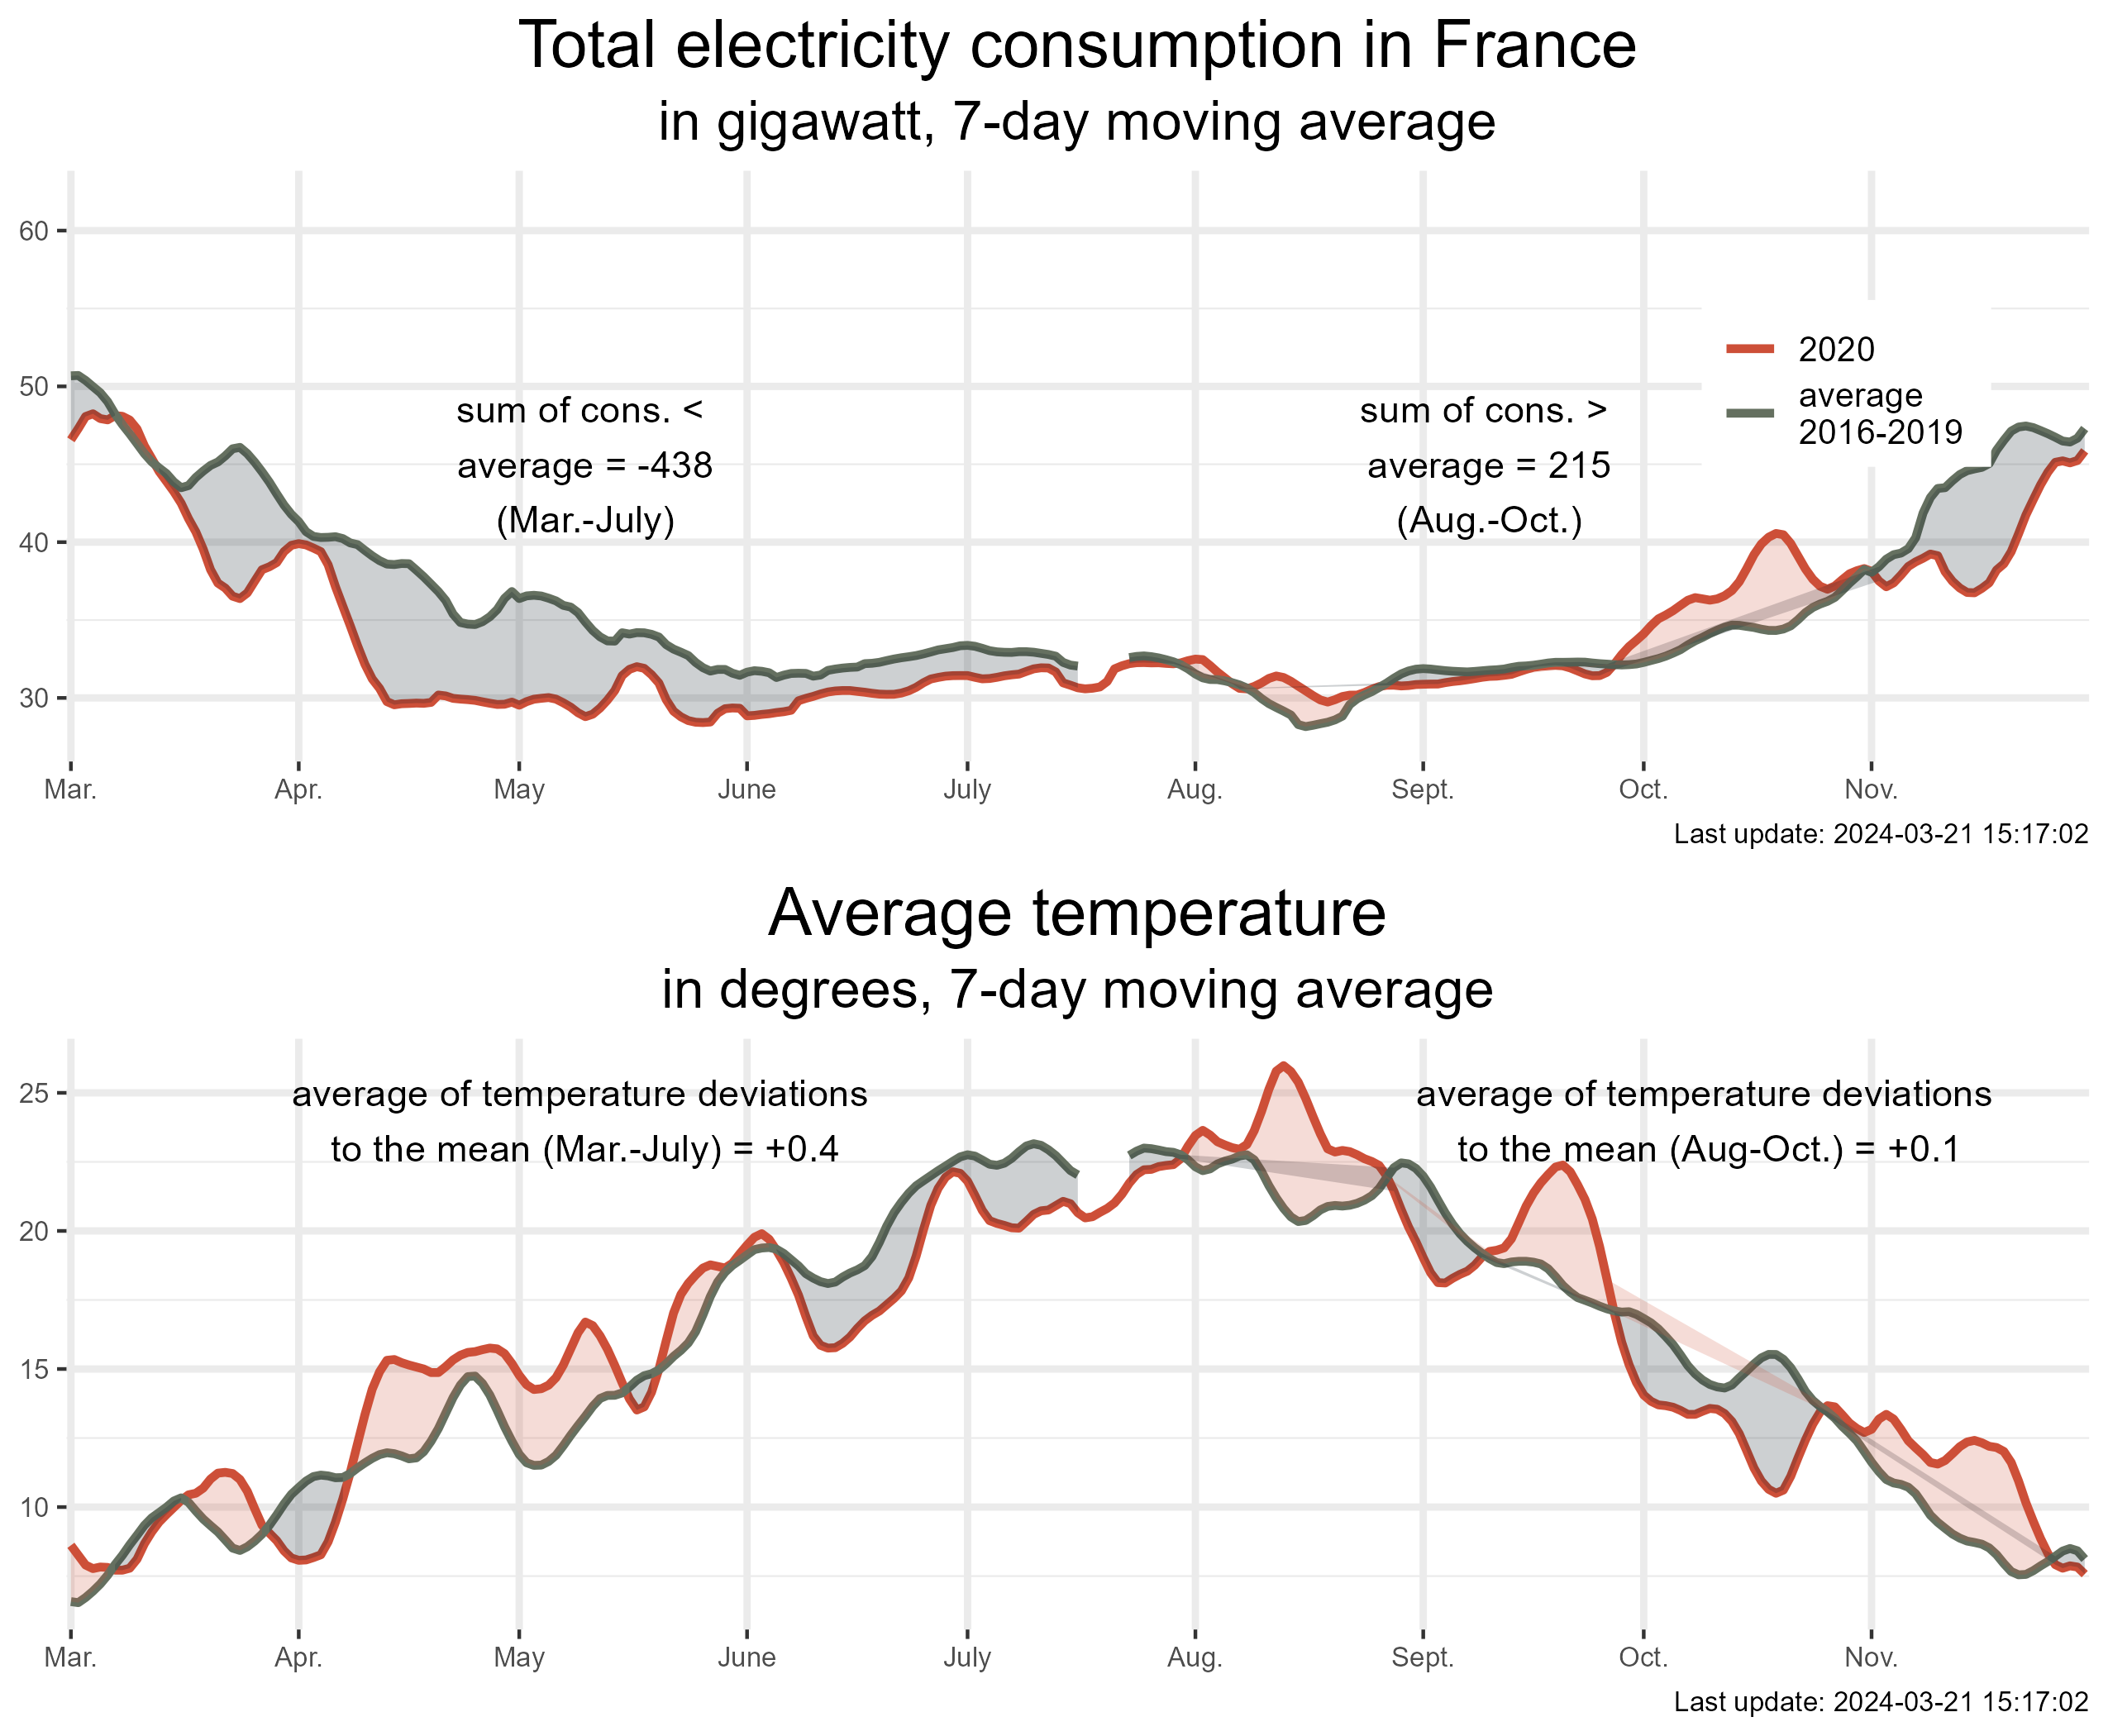 Total electricity consumption in France
in gigawatt, 7-day moving average
60
50
40
30
sum of cons. <
average = -438
(Mar.-July)
sum of cons. >
average = 215
(Aug.-Oct.)
2020
average
2016-2019
Mar.
Apr.
May
June
July
Aug.
Sept.
Oct.
Nov.
Last update: 2024-03-21 15:17:02
Average temperature
in degrees, 7-day moving average
25
20
15
10
average of temperature deviations
to the mean (Mar.-July) = +0.4
average of temperature deviations
to the mean (Aug-Oct.) = +0.1
Mar.
Apr.
May
June
July
Aug.
Sept.
Oct.
Nov.
Last update: 2024-03-21 15:17:02